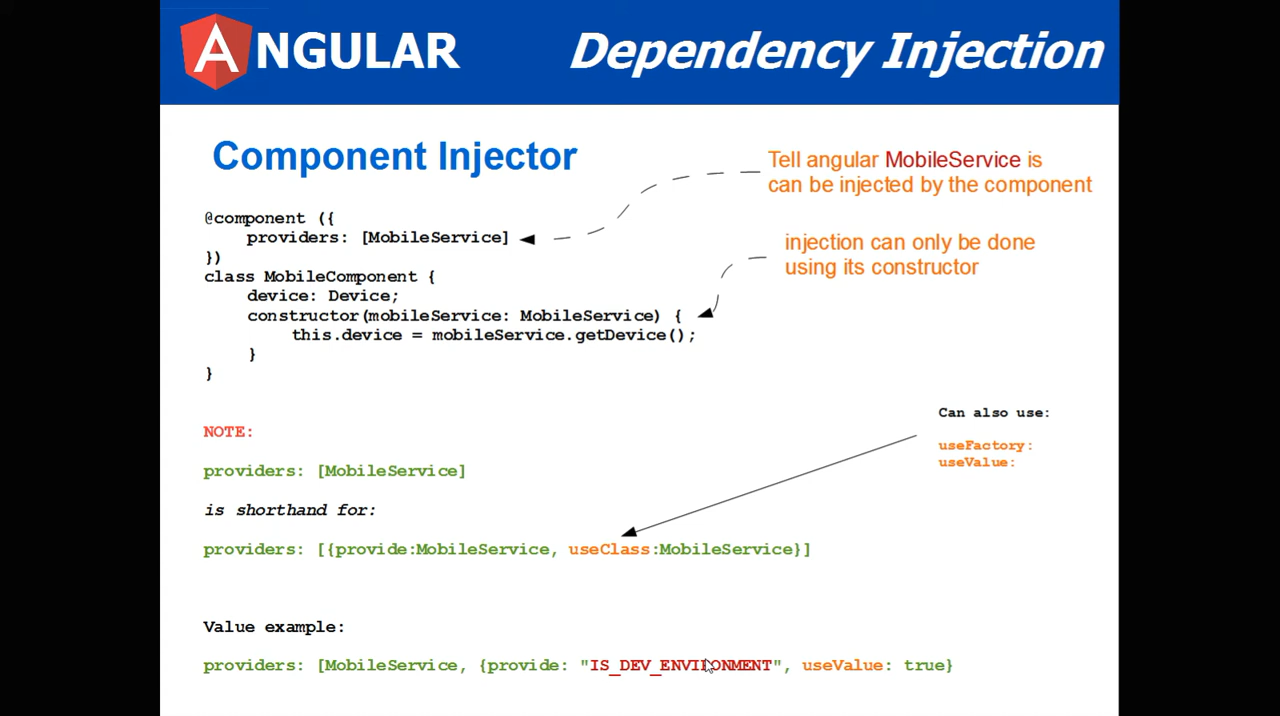 ANGULAR
Dependency Injection
Component Injector
Tell angular MobileService is
can be injected by the component
@component ({
providers: [MobileService]
})
class MobileComponent {
device: Device;
constructor(mobileService: MobileService) {
this.device = mobileService.getDevice();
}
}
injection can only be done
using its constructor
Can also use:
useFactory:
useValue:
NOTE:
providers: [MobileService]
is shorthand for:
providers: [{provide:MobileService, useClass:MobileService}]
Value example:
providers: [MobileService, {provide: "IS_DEV_ENVIRONMENT", useValue: true}